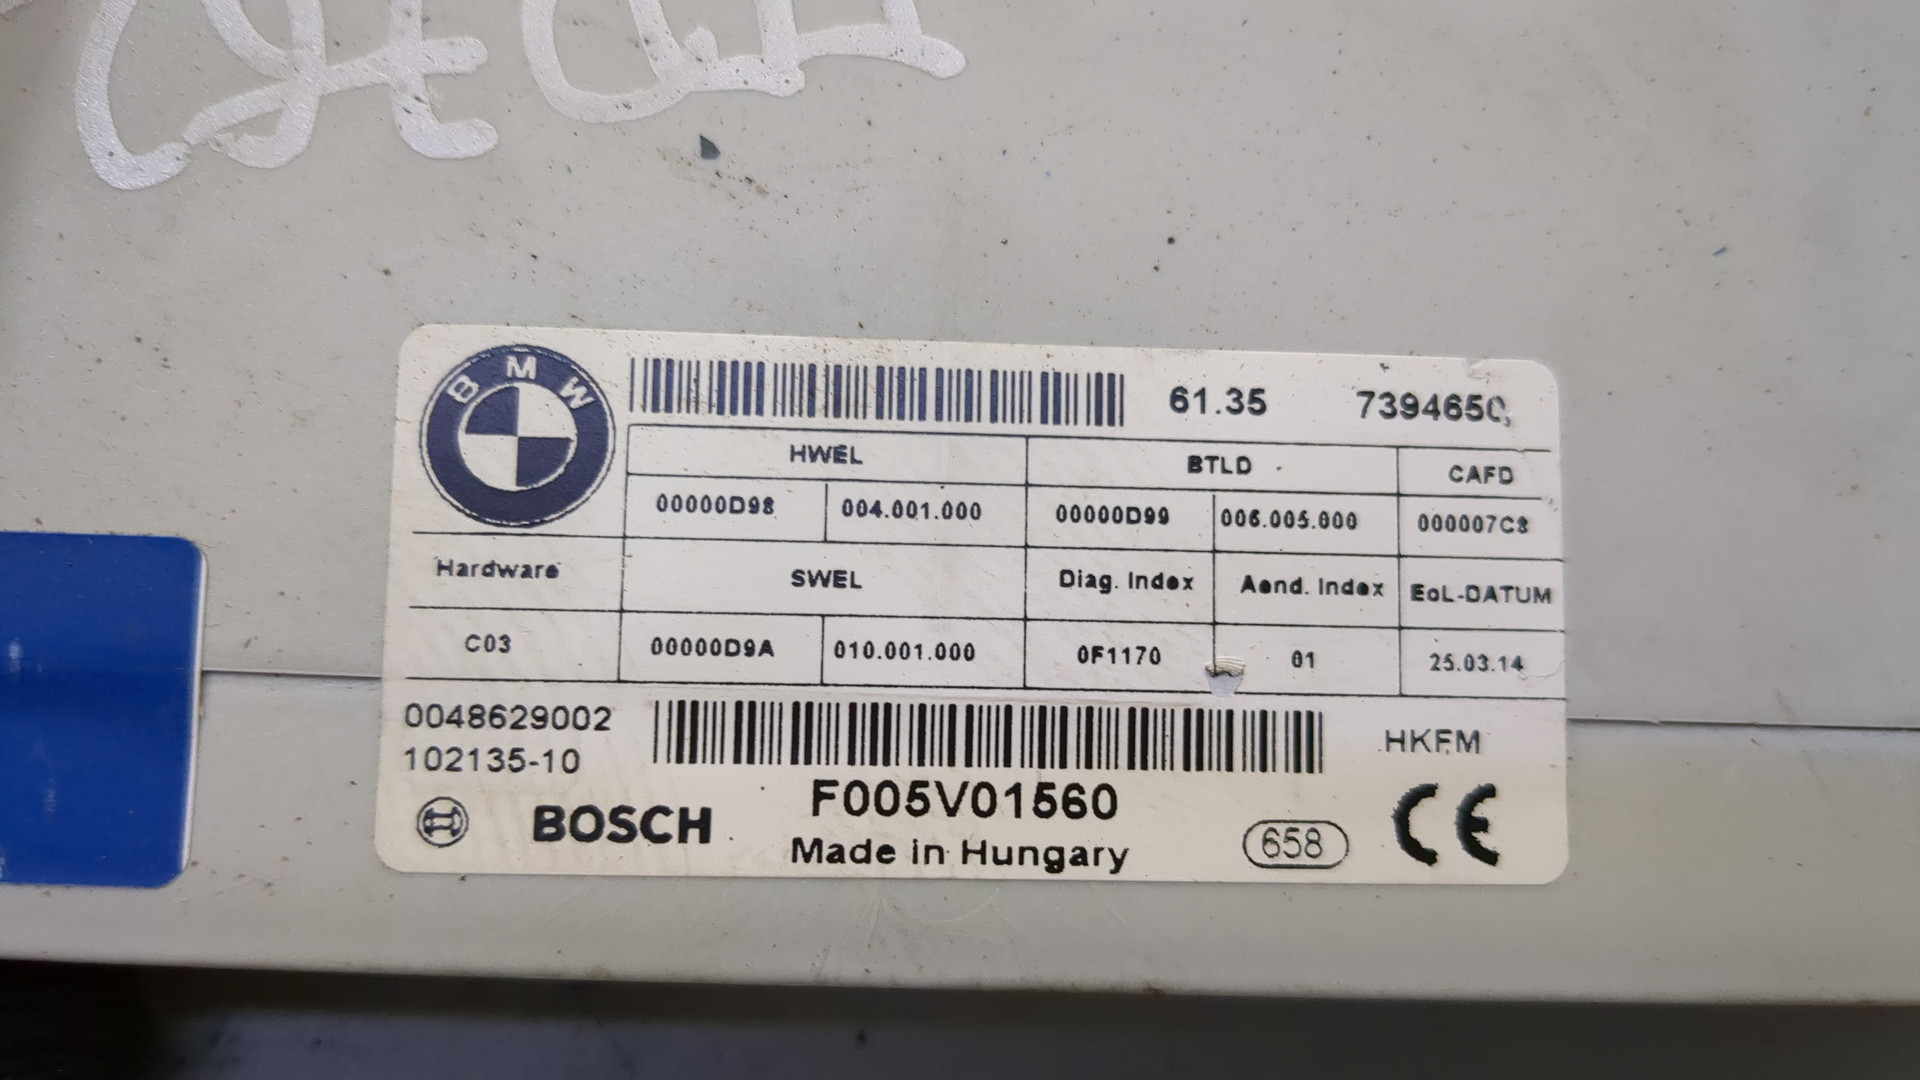 BMW
61.35 7394650
HWEL BTLD CAFD
00000D98 004.001.000 00000D99 006.005.000 000007C8
Hardware SWEL Diag. Index Aend. Index EoL-DATUM
C03 00000D9A 010.001.000 0F1170 01 25.03.14
0048629002 HKFM
102135-10
F005V01560
BOSCH Made in Hungary 658 CE